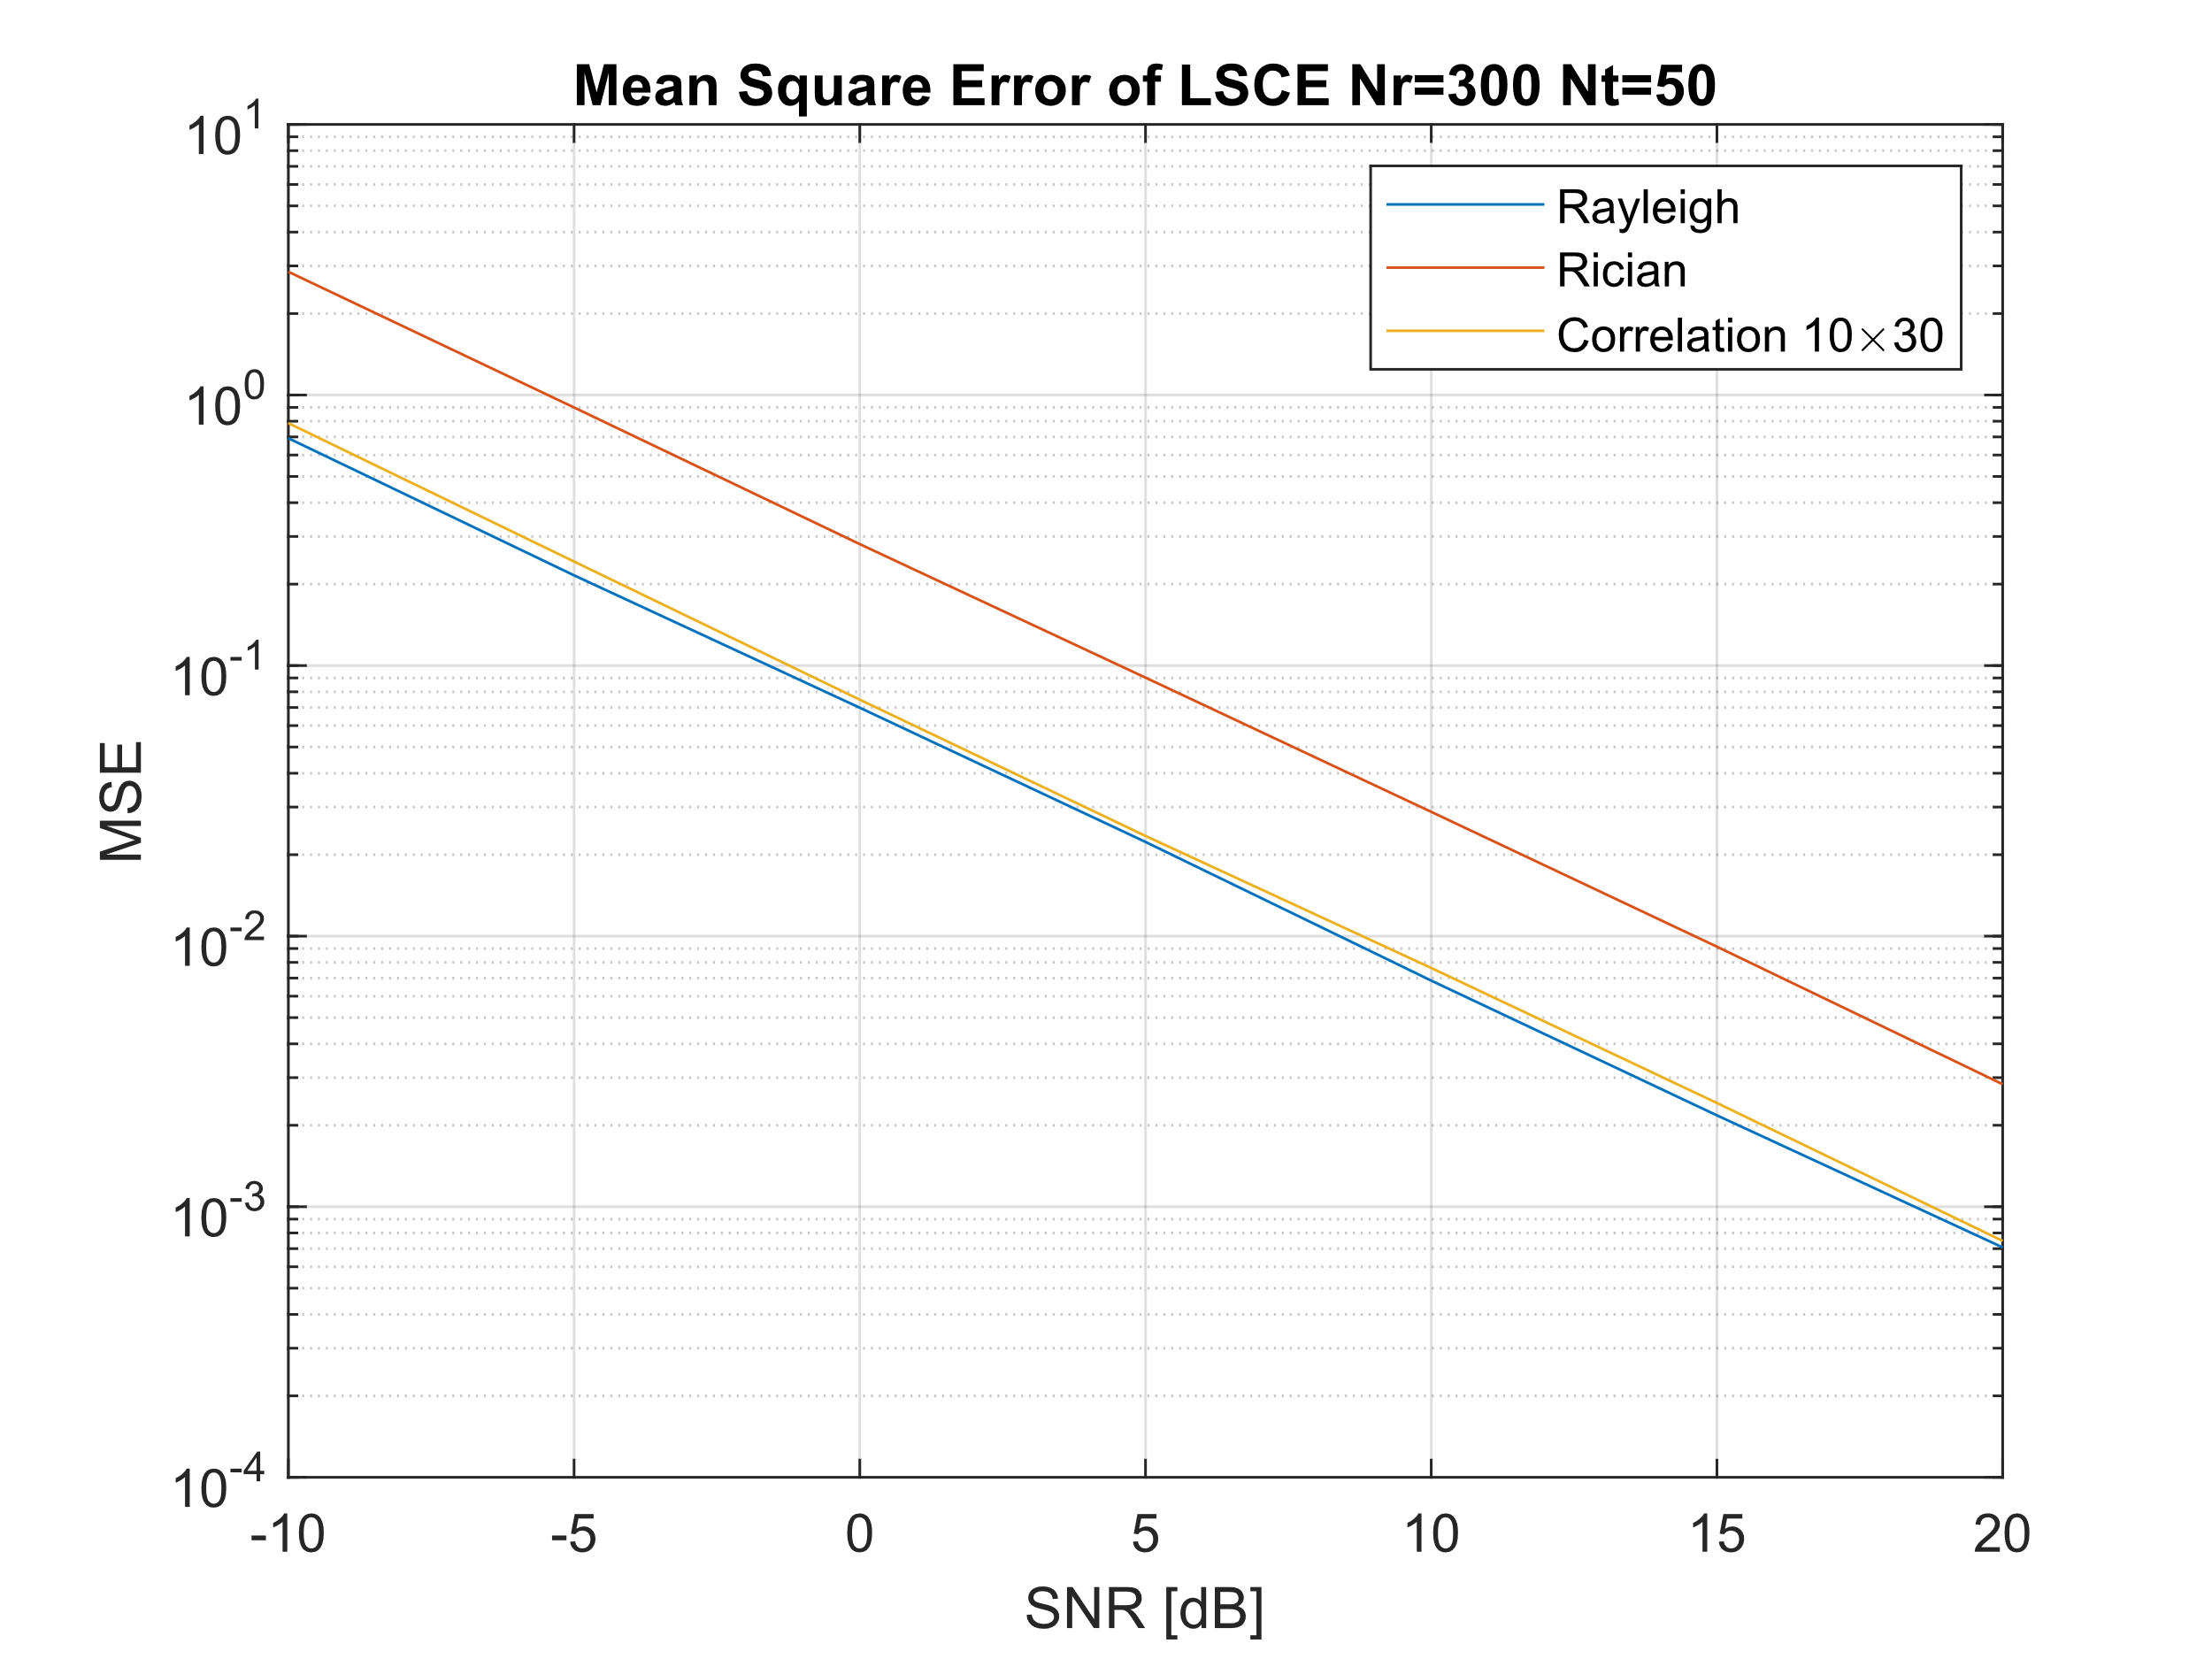 Mean Square Error of LSCE Nr=300 Nt=50
10^1
10^0
10^-1
10^-2
10^-3
10^-4
MSE
Rayleigh
Rician
Correlation 10×30
-10 -5 0 5 10 15 20
SNR [dB]